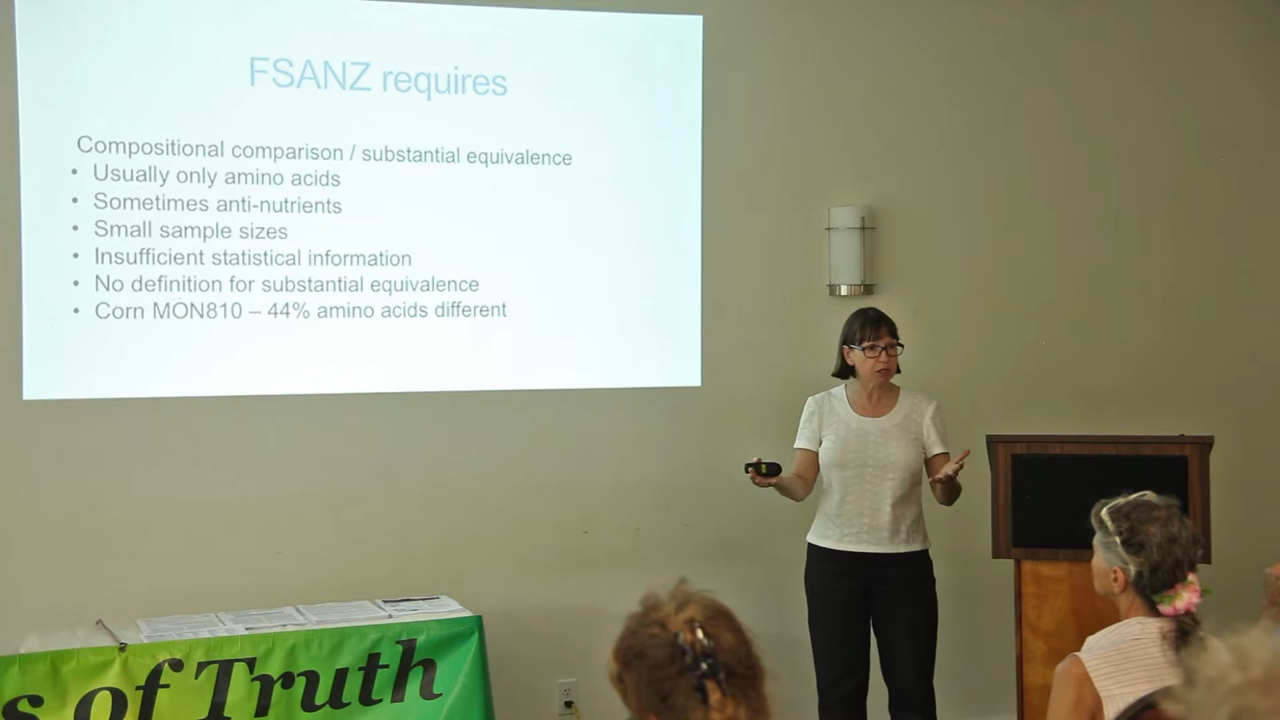 FSANZ requires
Compositional comparison / substantial equivalence
• Usually only amino acids
• Sometimes anti-nutrients
• Small sample sizes
• Insufficient statistical information
• No definition for substantial equivalence
• Corn MON810 – 44% amino acids different
s of Truth